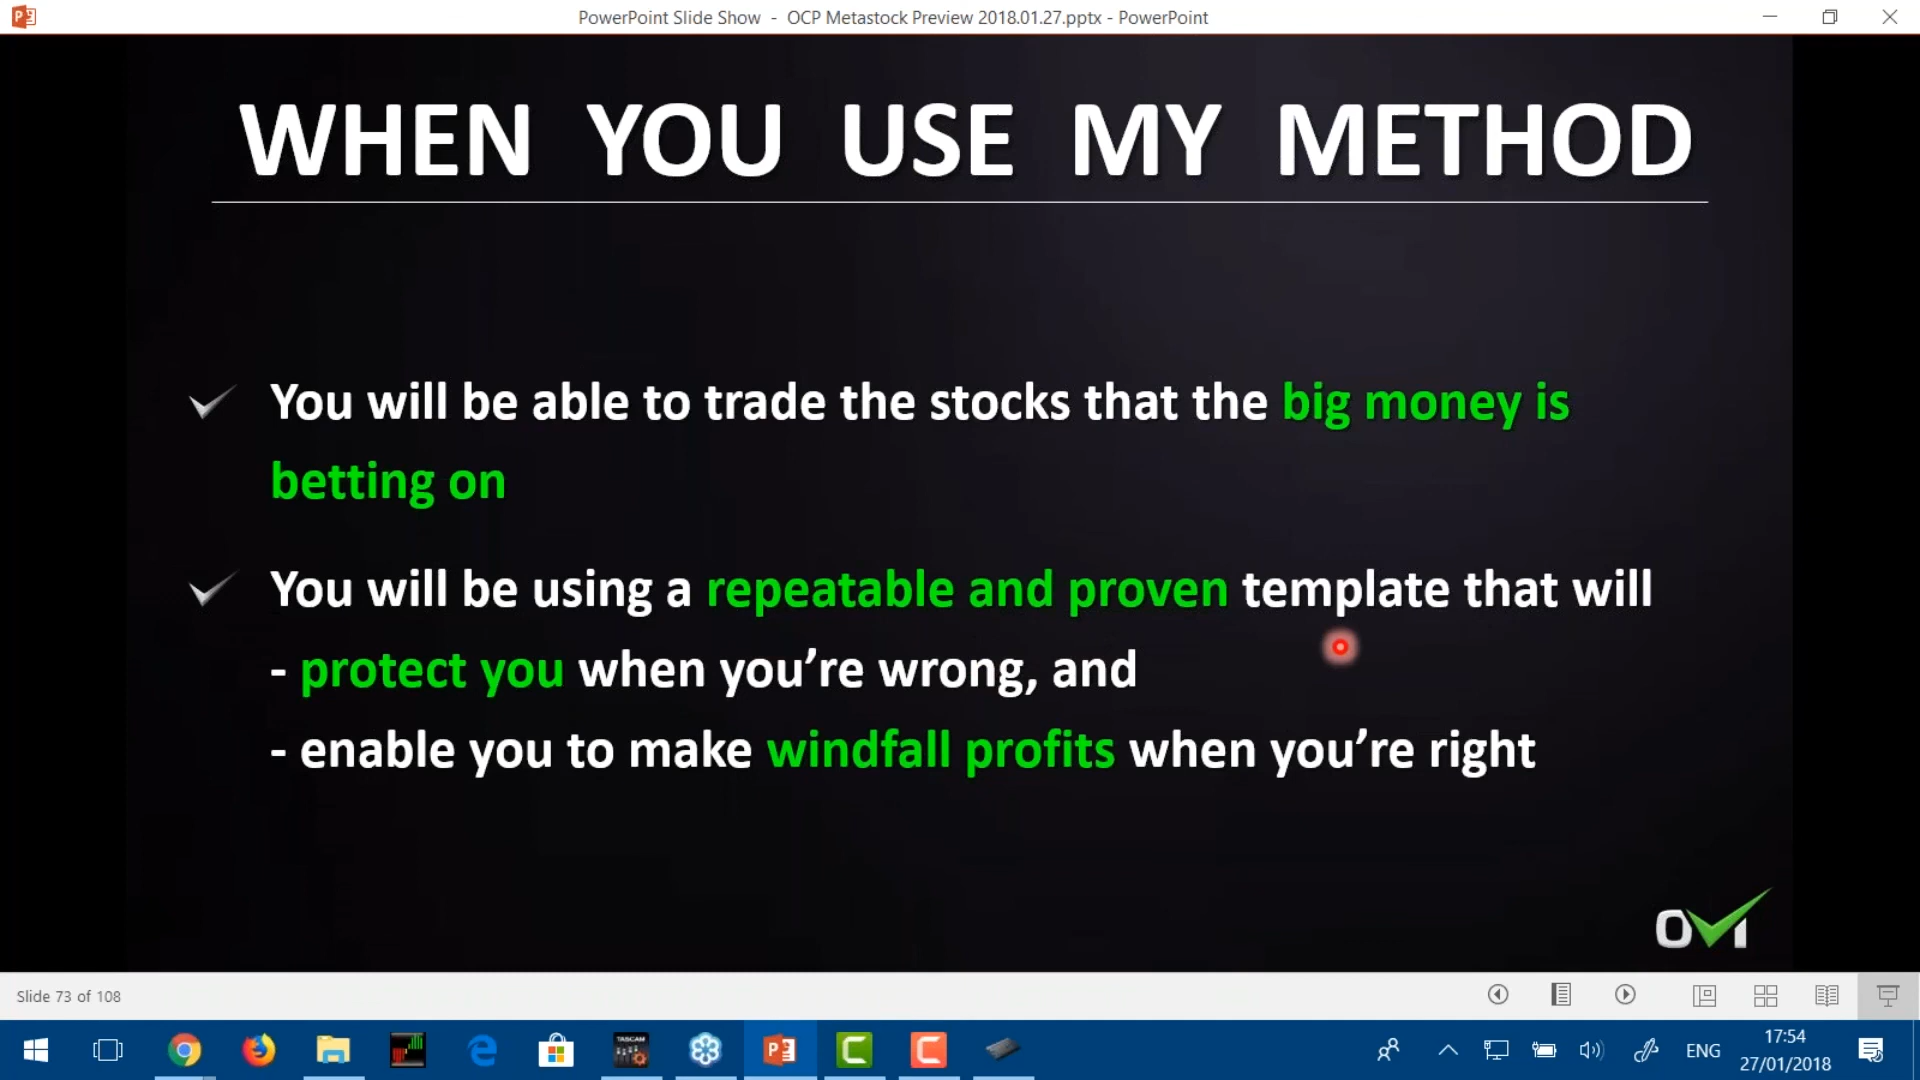 PowerPoint Slide Show - OCP Metastock Preview 2018.01.27.pptx - PowerPoint
WHEN YOU USE MY METHOD
You will be able to trade the stocks that the big money is
betting on
You will be using a repeatable and proven template that will
- protect you when you’re wrong, and
- enable you to make windfall profits when you’re right
OVI
Slide 73 of 108
TASCAM
ENG
17:54
27/01/2018